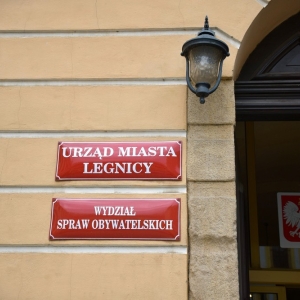 URZĄD MIASTA
LEGNICY
WYDZIAŁ
SPRAW OBYWATELSKICH